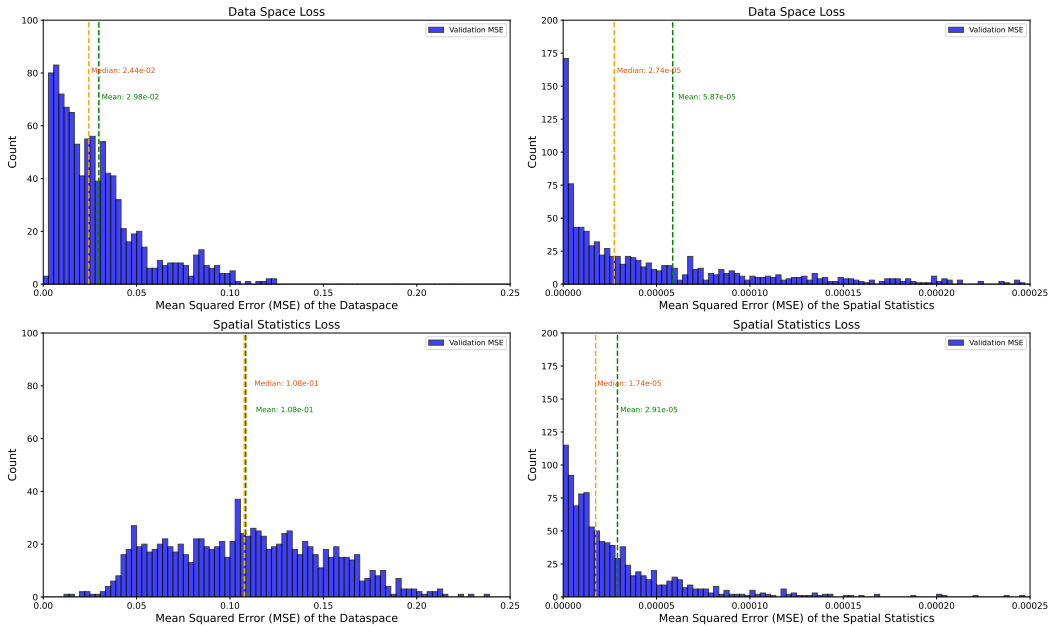 Data Space Loss
100
80
60
40
20
0
Count
Validation MSE
Median: 2.44e-02
Mean: 2.98e-02
0.00 0.05 0.10 0.15 0.20 0.25
Mean Squared Error (MSE) of the Dataspace
Data Space Loss
200
175
150
125
100
75
50
25
0
Count
Validation MSE
Median: 2.74e-05
Mean: 5.87e-05
0.00000 0.00005 0.00010 0.00015 0.00020 0.00025
Mean Squared Error (MSE) of the Spatial Statistics
Spatial Statistics Loss
100
80
60
40
20
0
Count
Validation MSE
Median: 1.08e-01
Mean: 1.08e-01
0.00 0.05 0.10 0.15 0.20 0.25
Mean Squared Error (MSE) of the Dataspace
Spatial Statistics Loss
200
175
150
125
100
75
50
25
0
Count
Validation MSE
Median: 1.74e-05
Mean: 2.91e-05
0.00000 0.00005 0.00010 0.00015 0.00020 0.00025
Mean Squared Error (MSE) of the Spatial Statistics